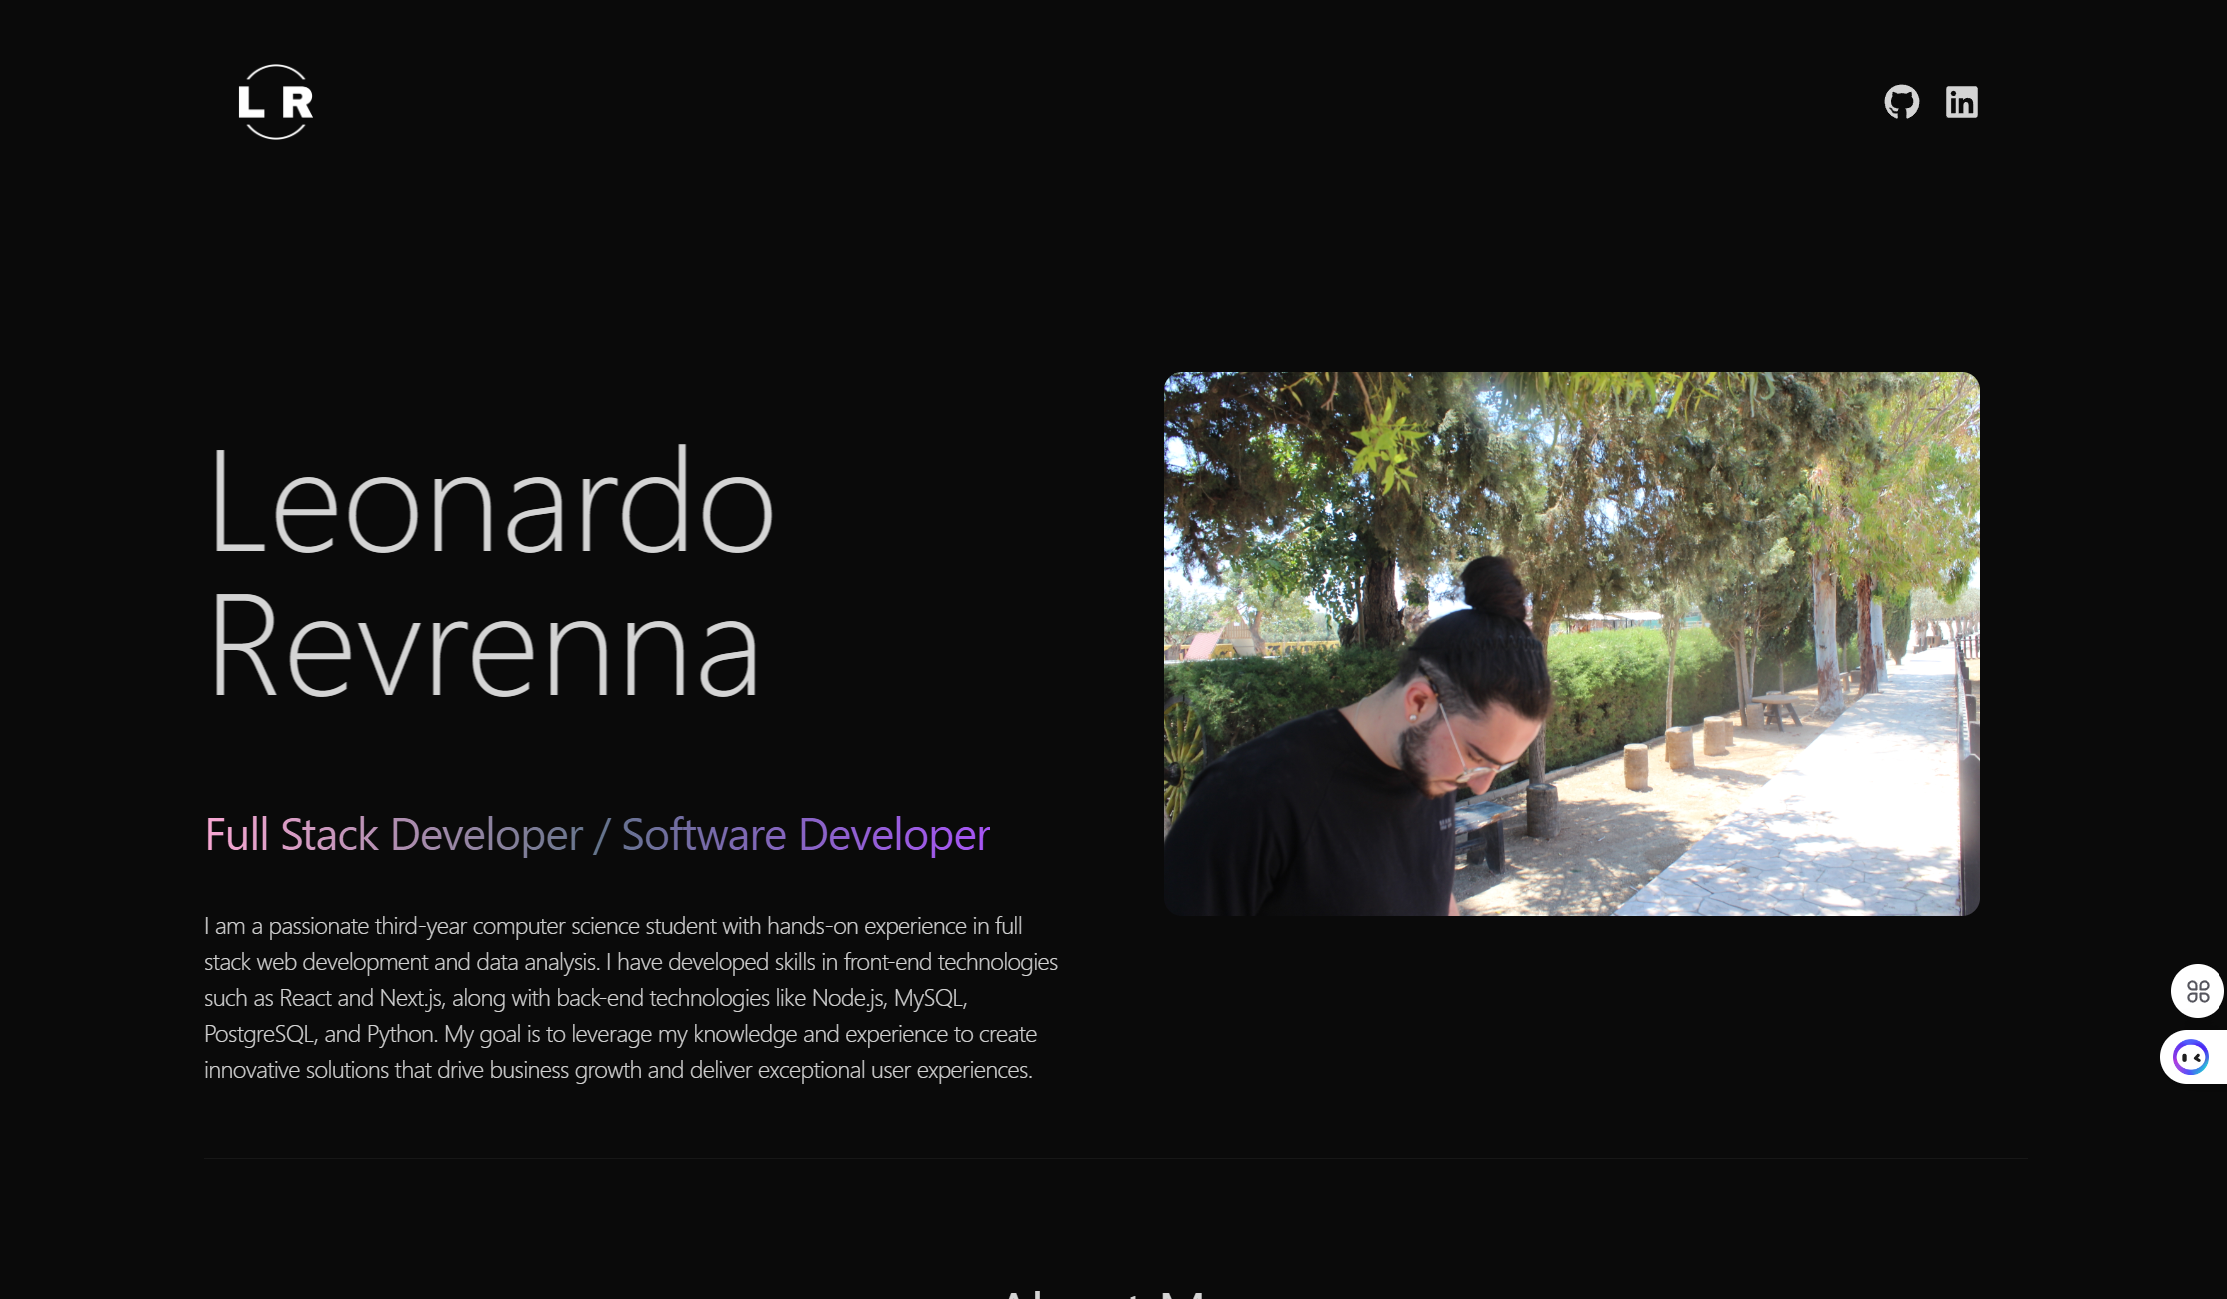 L R
Leonardo
Revrenna
Full Stack Developer / Software Developer
I am a passionate third-year computer science student with hands-on experience in full
stack web development and data analysis. I have developed skills in front-end technologies
such as React and Next.js, along with back-end technologies like Node.js, MySQL,
PostgreSQL, and Python. My goal is to leverage my knowledge and experience to create
innovative solutions that drive business growth and deliver exceptional user experiences.